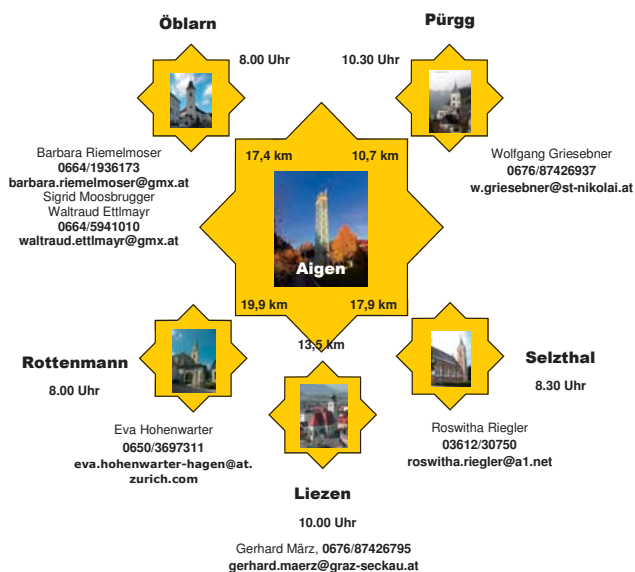 Öblarn
8.00 Uhr
Barbara Riemelmoser
0664/1936173
barbara.riemelmoser@gmx.at
Sigrid Moosbrugger
Waltraud Ettlmayr
0664/5941010
waltraud.ettlmayr@gmx.at
Pürgg
10.30 Uhr
Wolfgang Griesebner
0676/87426937
w.griesebner@st-nikolai.at
17,4 km
10,7 km
Aigen
19,9 km
17,9 km
13,5 km
Rottenmann
8.00 Uhr
Eva Hohenwarter
0650/3697311
eva.hohenwarter-hagen@at.
zurich.com
Selzthal
8.30 Uhr
Roswitha Riegler
03612/30750
roswitha.riegler@a1.net
Liezen
10.00 Uhr
Gerhard März, 0676/87426795
gerhard.maerz@graz-seckau.at